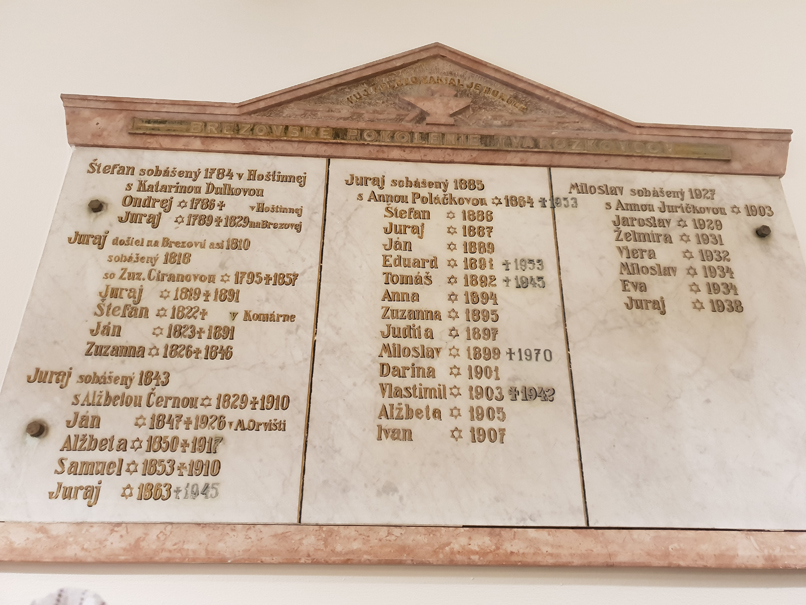 BREZOVSKÉ POKOLENIE
Štefan sobášený 1784 v Hoštinnej
s Katarinou Dulkovou
Ondrej ✡ 1786 + v Hoštinnej
Juraj ✡ 1789 + 1829 na Brezovej
Juraj došiel na Brezovú asi 1810
sobášený 1818
so Zuz. Ciranovou ✡ 1795 + 1857
Juraj ✡ 1819 + 1891
Štefan ✡ 1822 + v Komárne
Ján ✡ 1823 + 1891
Zuzanna ✡ 1826 + 1846
Juraj sobášený 1843
s Alžbetou Černou ✡ 1829 + 1910
Ján ✡ 1847 + 1926 v A.Orvišti
Alžbeta ✡ 1850 + 1917
Samuel ✡ 1853 + 1910
Juraj ✡ 1863 + 1945
Juraj sobášený 1885
s Annou Poláčkovou ✡ 1864 + 1953
Štefan ✡ 1886
Juraj ✡ 1887
Ján ✡ 1889
Eduard ✡ 1891 + 1953
Tomáš ✡ 1892 + 1945
Anna ✡ 1894
Zuzanna ✡ 1895
Judita ✡ 1897
Miloslav ✡ 1899 + 1970
Darina ✡ 1901
Vlastimil ✡ 1903 + 1942
Alžbeta ✡ 1905
Ivan ✡ 1907
Miloslav sobášený 1927
s Annou Juríčkovou ✡ 1903
Jaroslav ✡ 1929
Želmíra ✡ 1931
Viera ✡ 1932
Miloslav ✡ 1934
Eva ✡ 1934
Juraj ✡ 1938